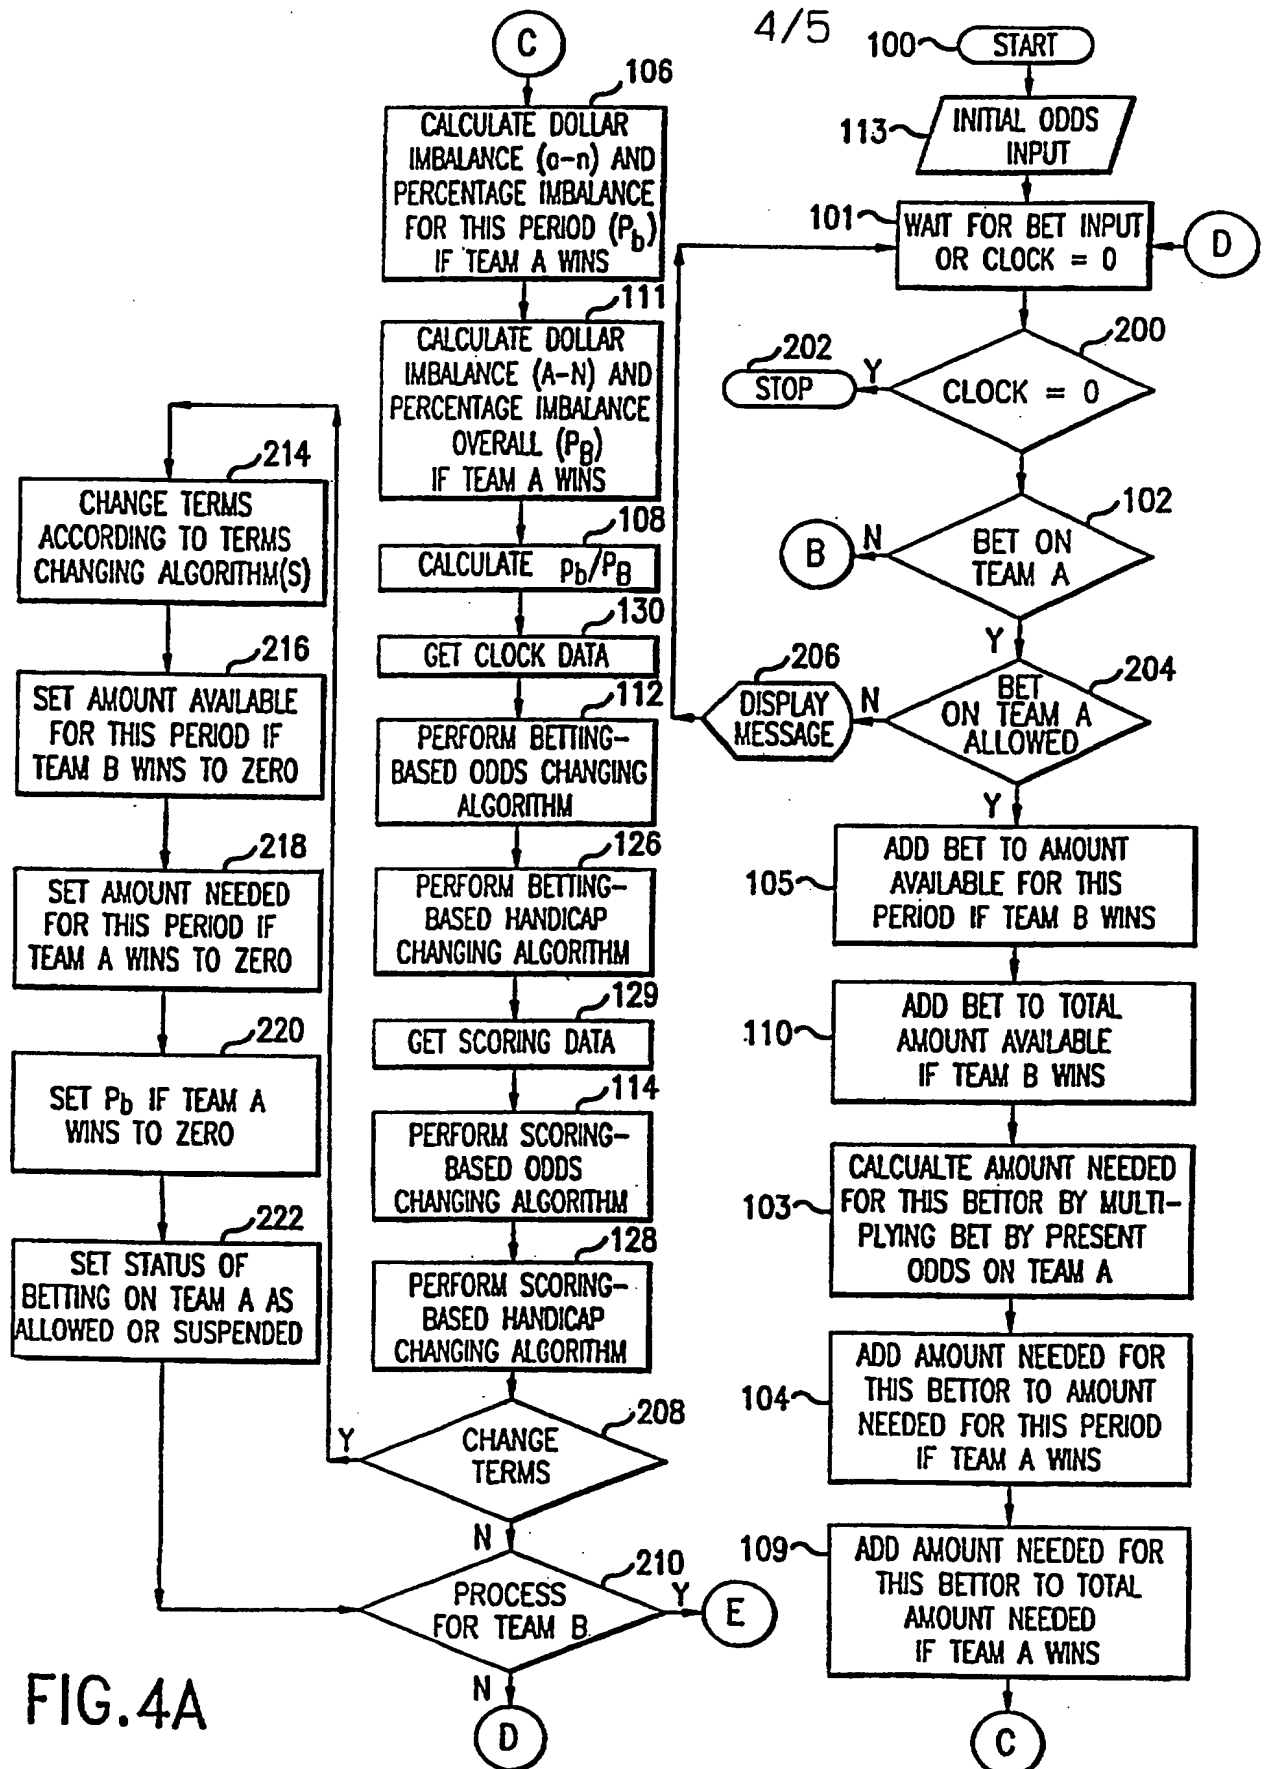 4/5
100
START
113
INITIAL ODDS
INPUT
101
WAIT FOR BET INPUT
OR CLOCK = 0
D
200
CLOCK = 0
Y
202
STOP
102
BET ON
TEAM A
N
B
Y
204
BET
ON TEAM A
ALLOWED
N
206
DISPLAY
MESSAGE
Y
105
ADD BET TO AMOUNT
AVAILABLE FOR THIS
PERIOD IF TEAM B WINS
110
ADD BET TO TOTAL
AMOUNT AVAILABLE
IF TEAM B WINS
103
CALCUALTE AMOUNT NEEDED
FOR THIS BETTOR BY MULTI-
PLYING BET BY PRESENT
ODDS ON TEAM A
104
ADD AMOUNT NEEDED FOR
THIS BETTOR TO AMOUNT
NEEDED FOR THIS PERIOD
IF TEAM A WINS
109
ADD AMOUNT NEEDED FOR
THIS BETTOR TO TOTAL
AMOUNT NEEDED
IF TEAM A WINS
C
C
106
CALCULATE DOLLAR
IMBALANCE (a-n) AND
PERCENTAGE IMBALANCE
FOR THIS PERIOD (Pb)
IF TEAM A WINS
111
CALCULATE DOLLAR
IMBALANCE (A-N) AND
PERCENTAGE IMBALANCE
OVERALL (PB)
IF TEAM A WINS
108
CALCULATE Pb/PB
130
GET CLOCK DATA
112
PERFORM BETTING-
BASED ODDS CHANGING
ALGORITHM
126
PERFORM BETTING-
BASED HANDICAP
CHANGING ALGORITHM
129
GET SCORING DATA
114
PERFORM SCORING-
BASED ODDS
CHANGING ALGORITHM
128
PERFORM SCORING-
BASED HANDICAP
CHANGING ALGORITHM
208
CHANGE
TERMS
Y
N
210
PROCESS
FOR TEAM B
Y
E
N
D
214
CHANGE TERMS
ACCORDING TO TERMS
CHANGING ALGORITHM(S)
216
SET AMOUNT AVAILABLE
FOR THIS PERIOD IF
TEAM B WINS TO ZERO
218
SET AMOUNT NEEDED
FOR THIS PERIOD IF
TEAM A WINS TO ZERO
220
SET Pb IF TEAM A
WINS TO ZERO
222
SET STATUS OF
BETTING ON TEAM A AS
ALLOWED OR SUSPENDED
FIG.4A